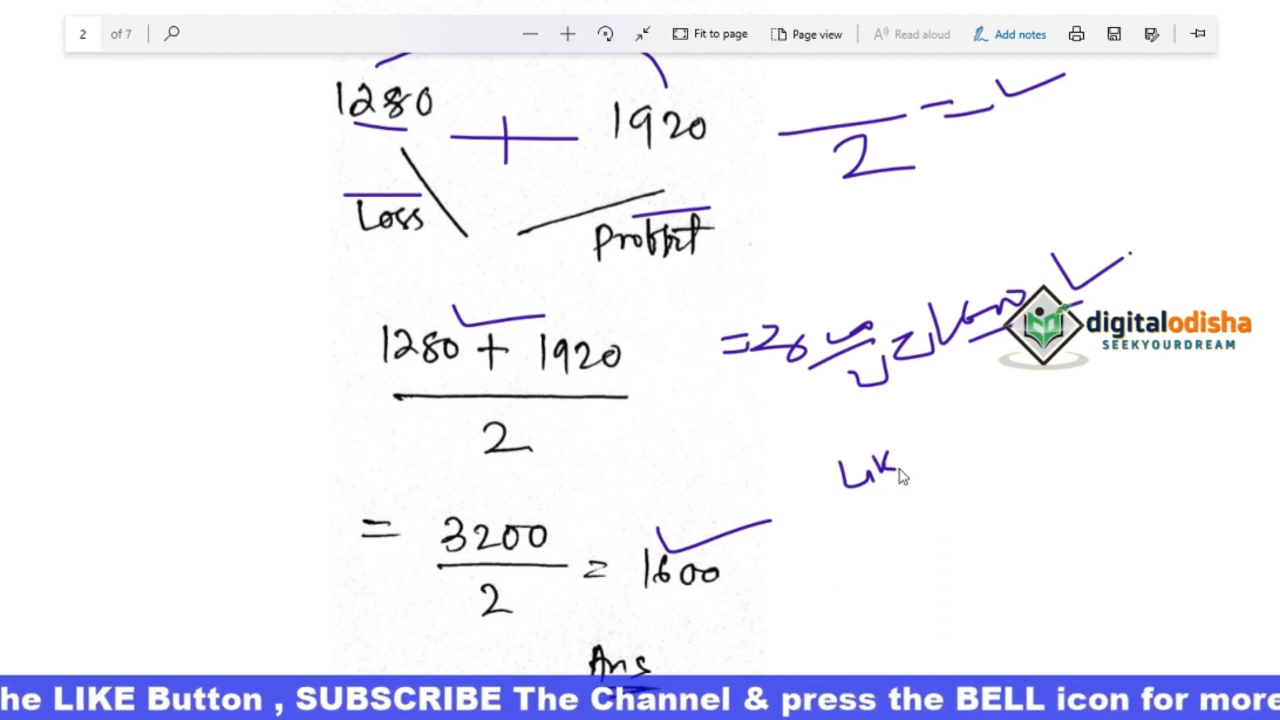 2 of 7 Fit to page Page view Read aloud Add notes
1280 + 1920
2 =
Loss Profit
1280 + 1920
2
digitalodisha
SEEKYOURDREAM
Lik
= 3200
2 = 1600
Ans
he LIKE Button , SUBSCRIBE The Channel & press the BELL icon for more